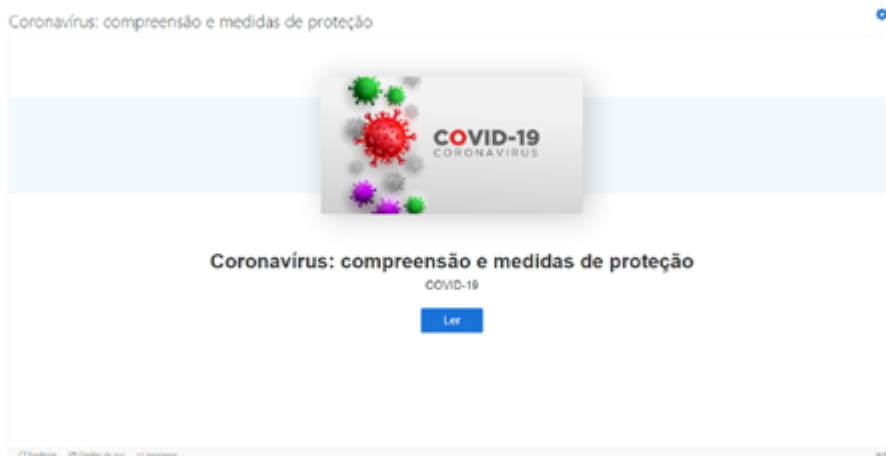 Coronavírus: compreensão e medidas de proteção
COVID-19
CORONAVIRUS
Coronavírus: compreensão e medidas de proteção
COVID-19
Ler